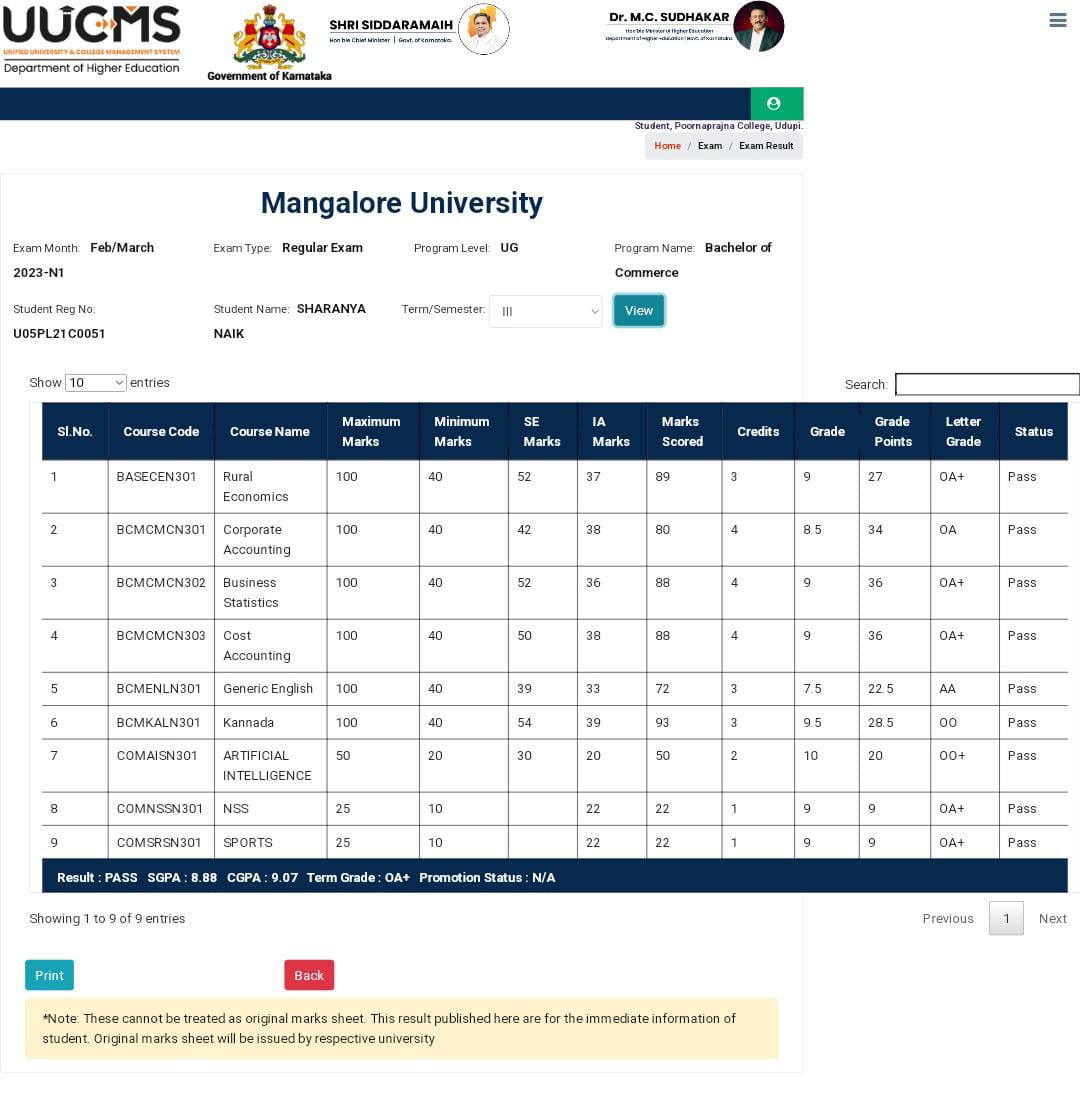 UUCMS
UNIFIED UNIVERSITY & COLLEGE MANAGEMENT SYSTEM
Department of Higher Education
Government of Karnataka
SHRI SIDDARAMAIH
Hon'ble Chief Minister | Govt. of Karnataka.
Dr. M.C. SUDHAKAR
Hon'ble Minister of Higher Education
Department of Higher Education |Govt. of Karnataka.
Student, Poornaprajna College, Udupi.
Home / Exam / Exam Result
Mangalore University
Exam Month: Feb/March 2023-N1
Exam Type: Regular Exam
Program Level: UG
Program Name: Bachelor of Commerce
Student Reg No: U05PL21C0051
Student Name: SHARANYA NAIK
Term/Semester: III
View
Show 10 entries
Search:
Sl.No. Course Code Course Name Maximum Marks Minimum Marks SE Marks IA Marks Marks Scored Credits Grade Grade Points Letter Grade Status
1 BASECEN301 Rural Economics 100 40 52 37 89 3 9 27 OA+ Pass
2 BCMCMCN301 Corporate Accounting 100 40 42 38 80 4 8.5 34 OA Pass
3 BCMCMCN302 Business Statistics 100 40 52 36 88 4 9 36 OA+ Pass
4 BCMCMCN303 Cost Accounting 100 40 50 38 88 4 9 36 OA+ Pass
5 BCMENLN301 Generic English 100 40 39 33 72 3 7.5 22.5 AA Pass
6 BCMKALN301 Kannada 100 40 54 39 93 3 9.5 28.5 OO Pass
7 COMAISN301 ARTIFICIAL INTELLIGENCE 50 20 30 20 50 2 10 20 OO+ Pass
8 COMNSSN301 NSS 25 10 22 22 1 9 9 OA+ Pass
9 COMSRSN301 SPORTS 25 10 22 22 1 9 9 OA+ Pass
Result : PASS SGPA : 8.88 CGPA : 9.07 Term Grade : OA+ Promotion Status : N/A
Showing 1 to 9 of 9 entries
Previous 1 Next
Print
Back
*Note: These cannot be treated as original marks sheet. This result published here are for the immediate information of
student. Original marks sheet will be issued by respective university